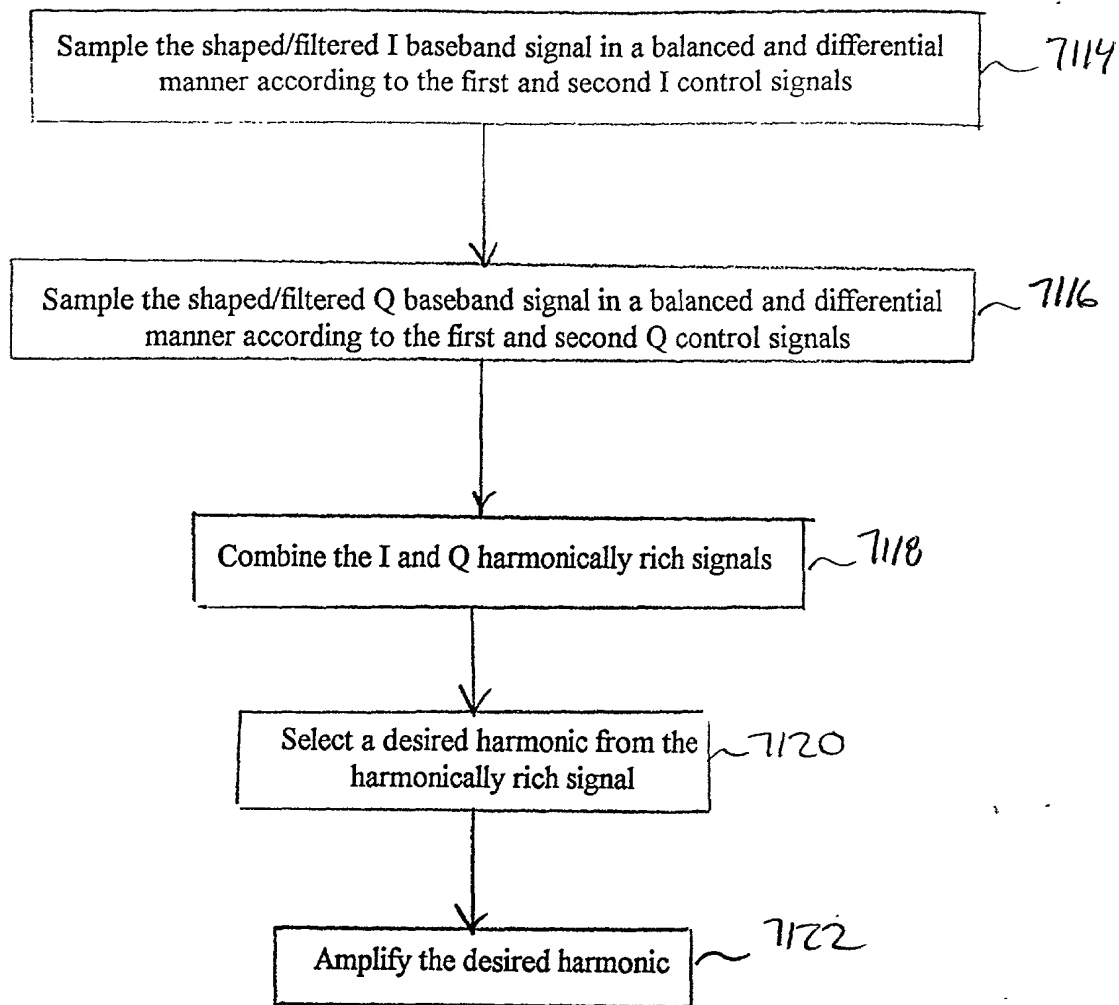 Sample the shaped/filtered I baseband signal in a balanced and differential
manner according to the first and second I control signals
7114
Sample the shaped/filtered Q baseband signal in a balanced and differential
manner according to the first and second Q control signals
7116
Combine the I and Q harmonically rich signals
7118
Select a desired harmonic from the
harmonically rich signal
7120
Amplify the desired harmonic
7122